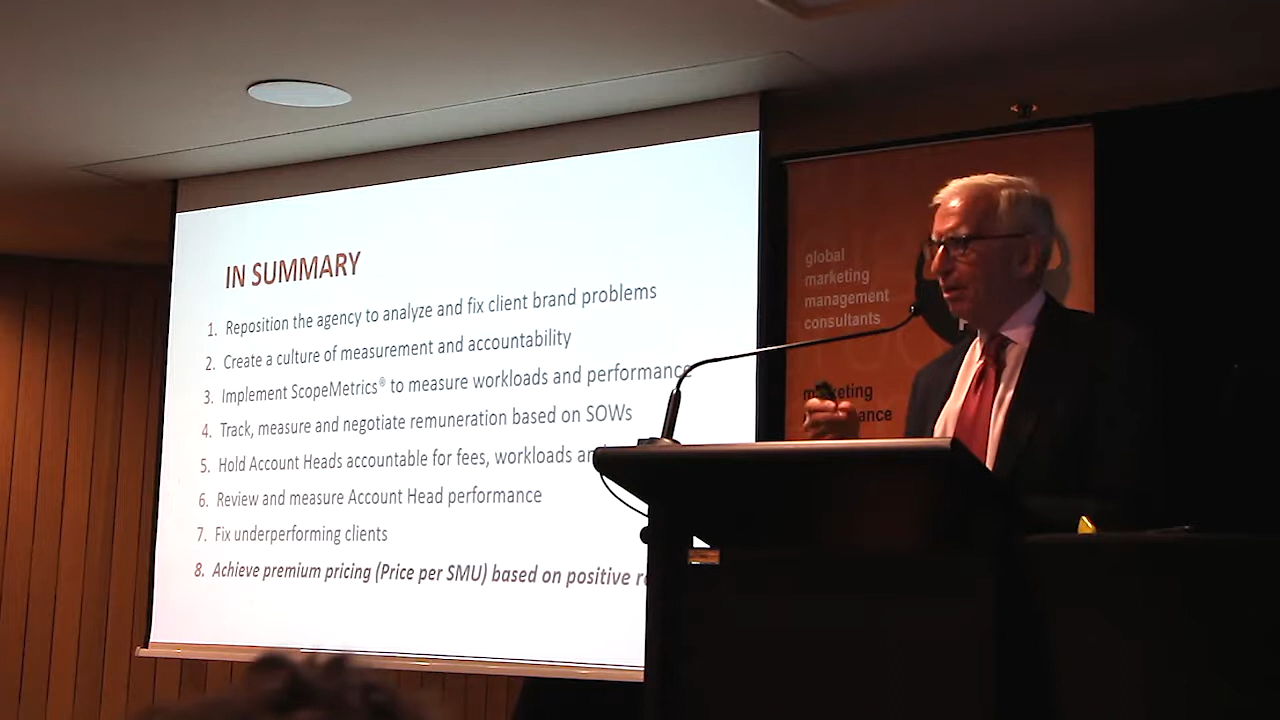 IN SUMMARY
1. Reposition the agency to analyze and fix client brand problems
2. Create a culture of measurement and accountability
3. Implement ScopeMetrics® to measure workloads and performance
4. Track, measure and negotiate remuneration based on SOWs
5. Hold Account Heads accountable for fees, workloads
6. Review and measure Account Head performance
7. Fix underperforming clients
8. Achieve premium pricing (Price per SMU) based on positive
global
marketing
management
consultants